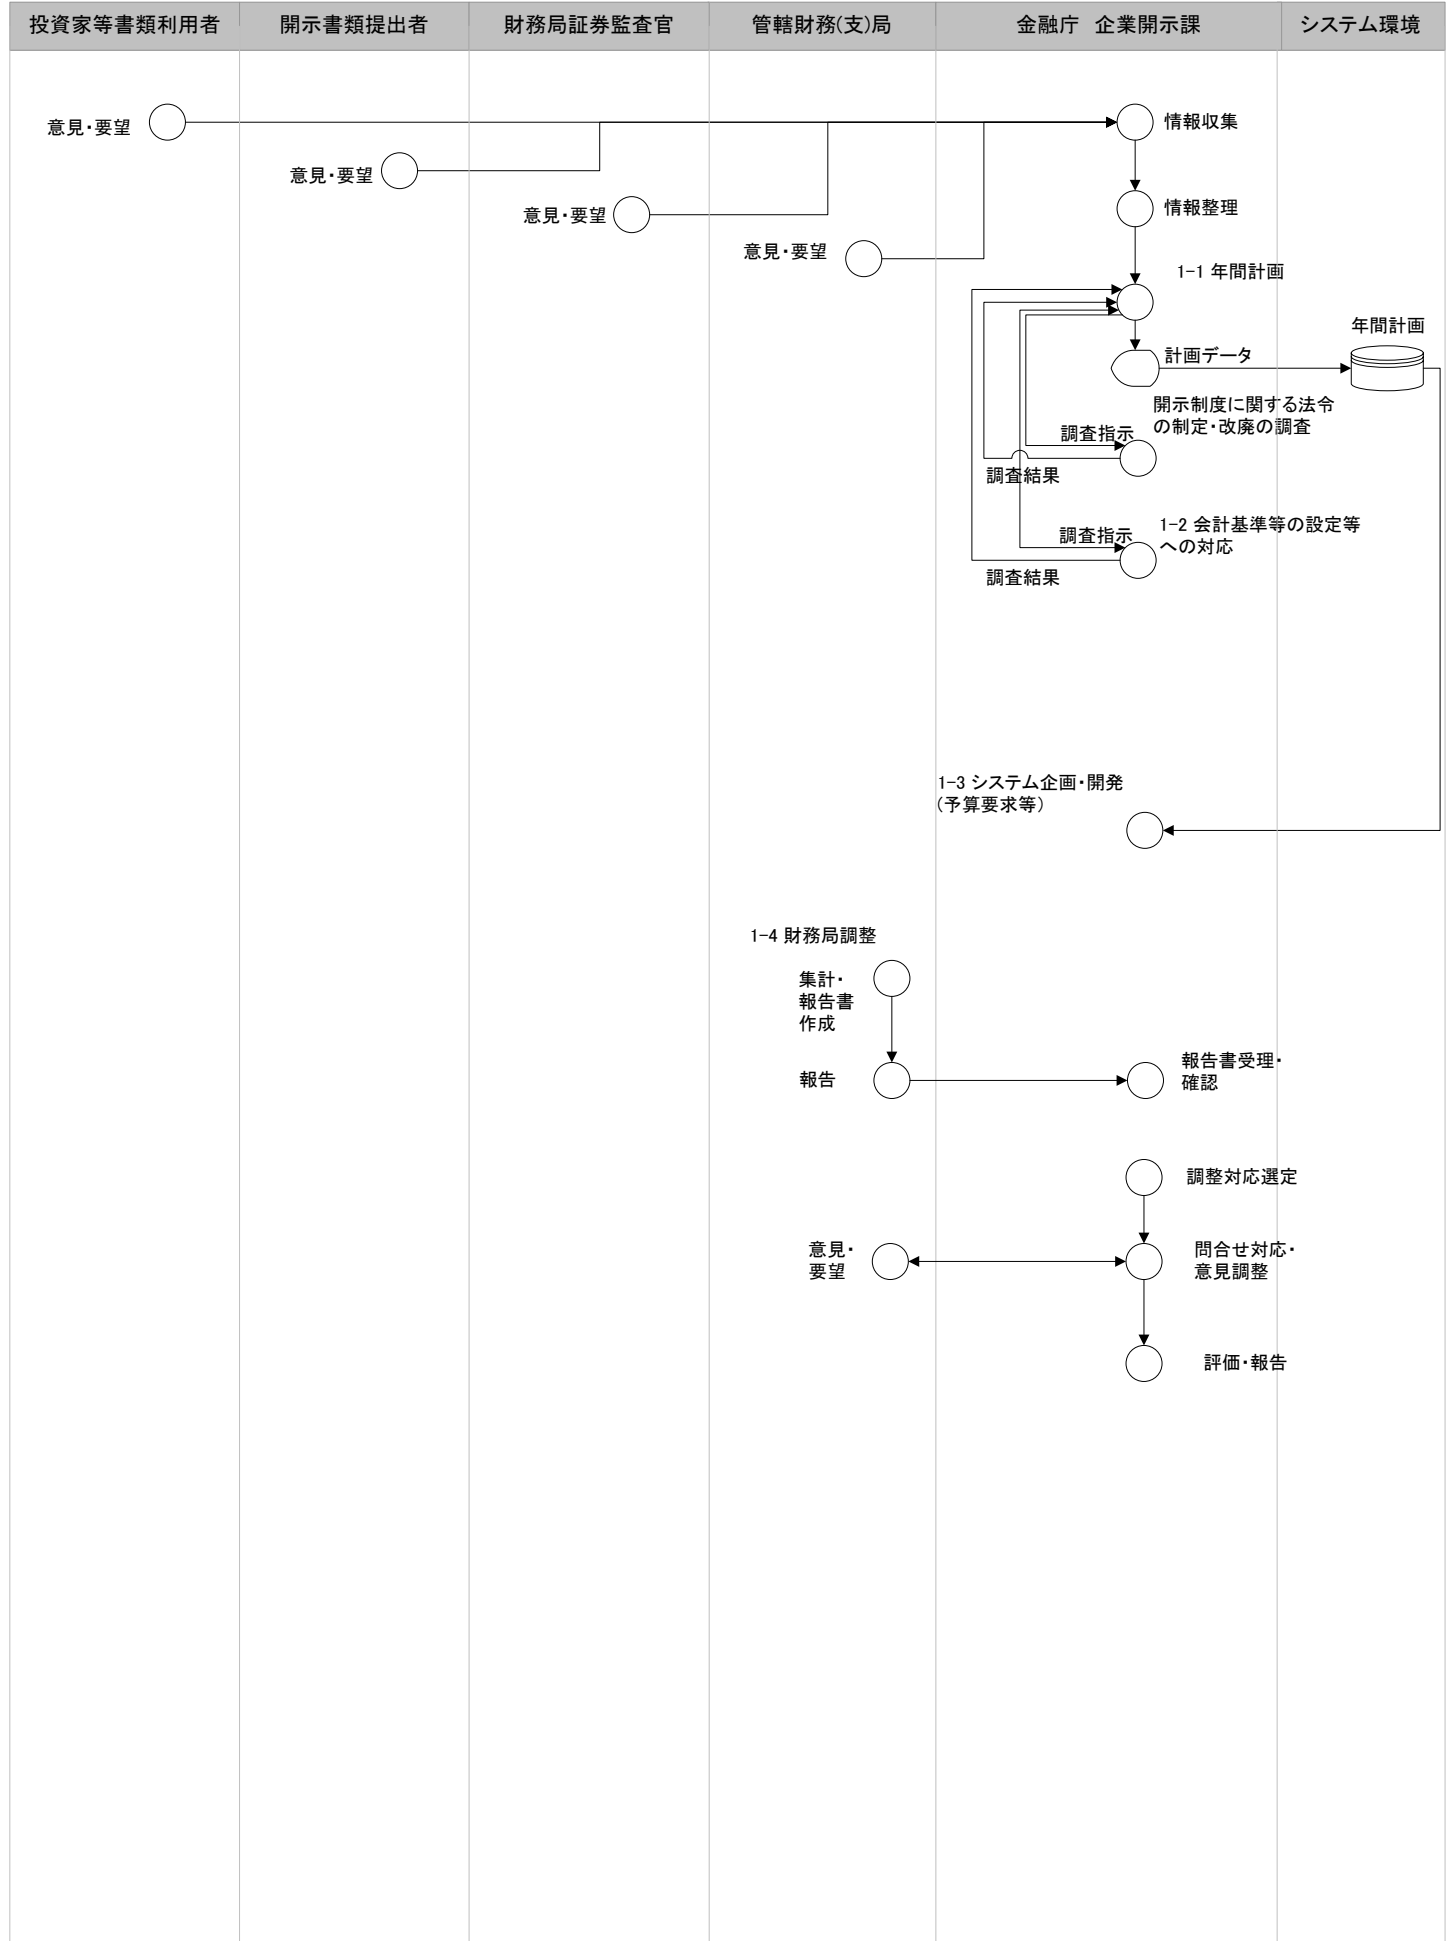 投資家等書類利用者
開示書類提出者
財務局証券監査官
管轄財務(支)局
金融庁　企業開示課
システム環境
意見・要望
情報収集
意見・要望
意見・要望
情報整理
意見・要望
1-1 年間計画
年間計画
計画データ
開示制度に関する法令
の制定・改廃の調査
調査指示
調査結果
1-2 会計基準等の設定等
への対応
調査指示
調査結果
1-3 システム企画・開発
(予算要求等)
1-4 財務局調整
集計・
報告書
作成
報告
報告書受理・
確認
調整対応選定
意見・
要望
問合せ対応・
意見調整
評価・報告